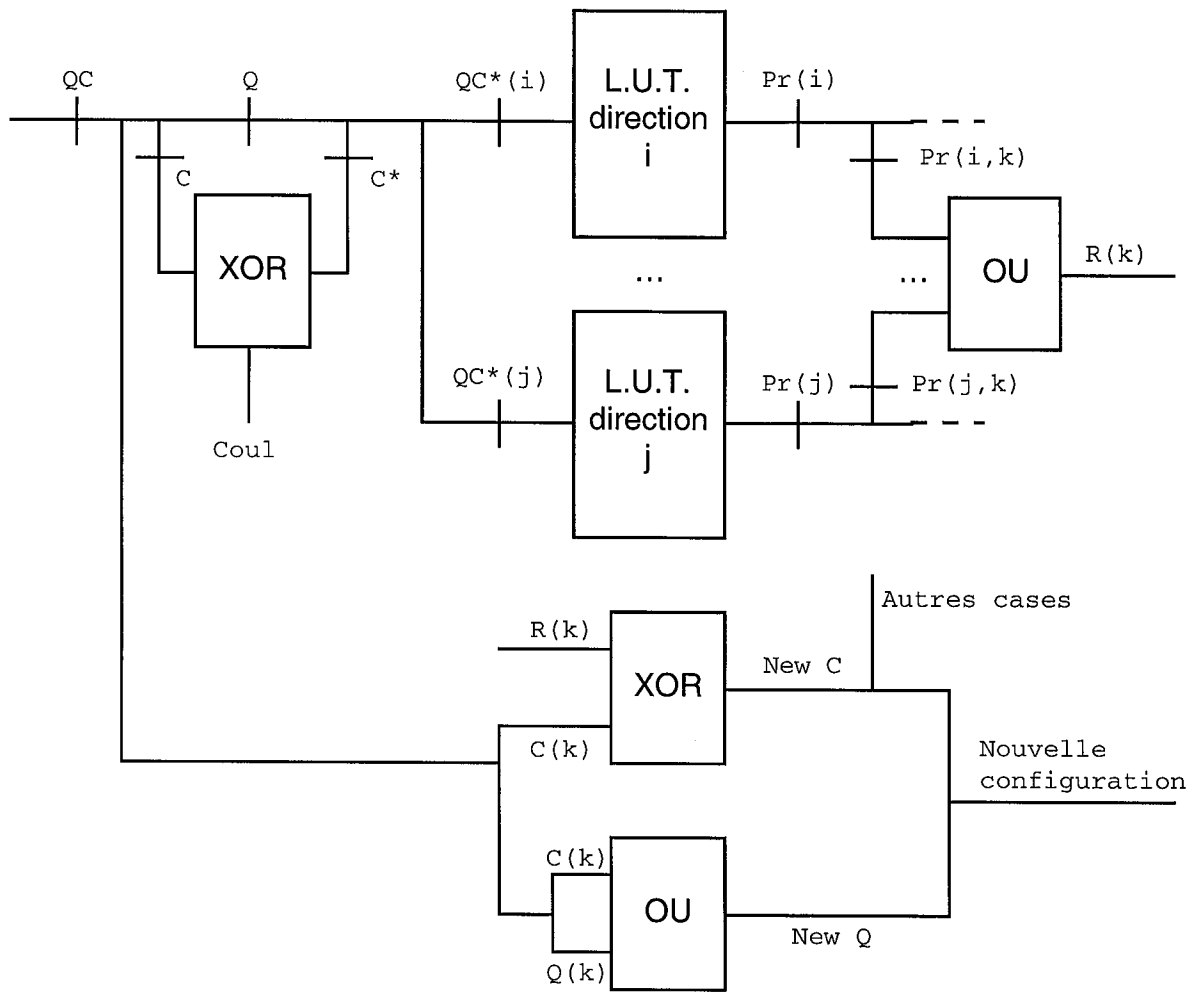 QC
Q
QC*(i)
L.U.T.
direction
i
Pr(i)
C
C*
Pr(i,k)
XOR
...
...
OU
R(k)
Coul
QC*(j)
L.U.T.
direction
j
Pr(j)
Pr(j,k)
Autres cases
R(k)
XOR
New C
C(k)
Nouvelle
configuration
C(k)
OU
New Q
Q(k)